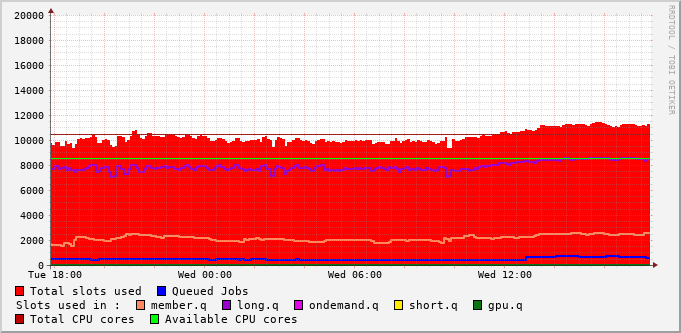 20000
18000
16000
14000
12000
10000
8000
6000
4000
2000
0
Tue 18:00 Wed 00:00 Wed 06:00 Wed 12:00
Total slots used Queued Jobs
Slots used in : member.q long.q ondemand.q short.q gpu.q
Total CPU cores Available CPU cores
RRDTOOL / TOBI OETIKER